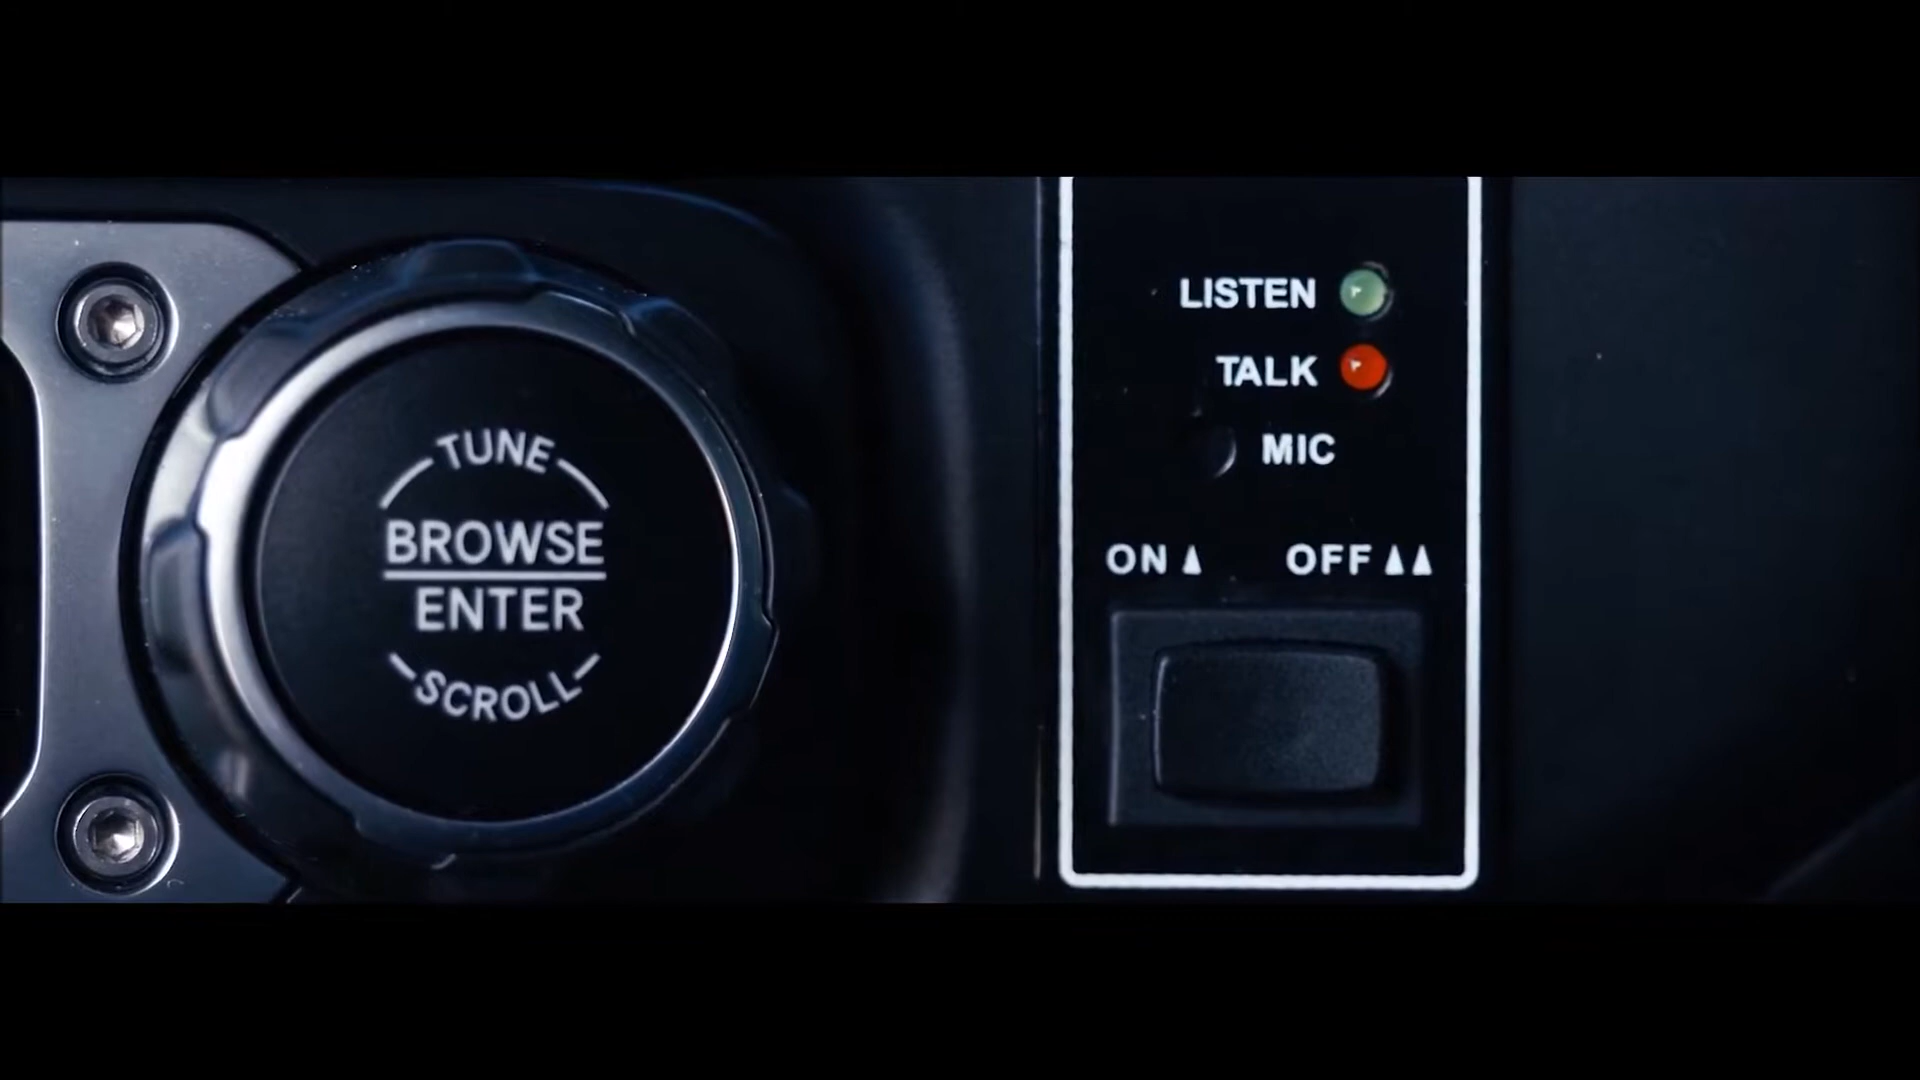 TUNE
BROWSE
ENTER
SCROLL
LISTEN
TALK
MIC
ON OFF